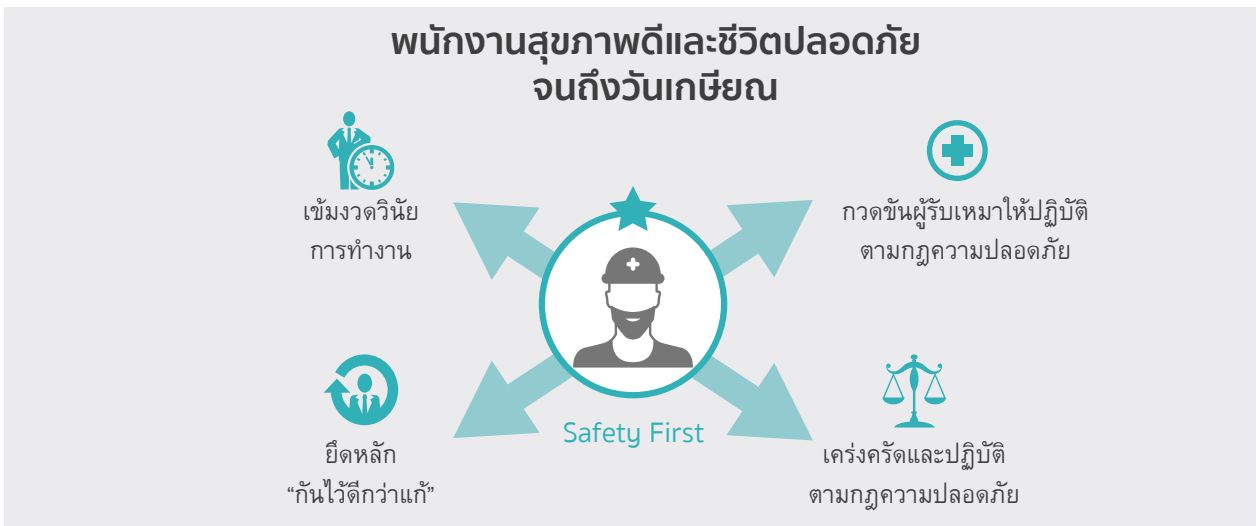 พนักงานสุขภาพดีและชีวิตปลอดภัย
จนถึงวันเกษียณ
เข้มงวดวินัย
การทำงาน
กวดขันผู้รับเหมาให้ปฏิบัติ
ตามกฎความปลอดภัย
Safety First
ยึดหลัก
“กันไว้ดีกว่าแก้”
เคร่งครัดและปฏิบัติ
ตามกฎความปลอดภัย